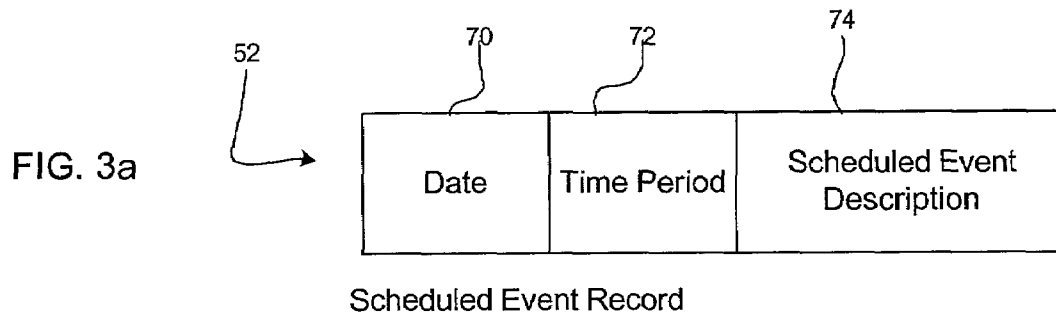 70
72
74
52
FIG. 3a
Date
Time Period
Scheduled Event
Description
Scheduled Event Record